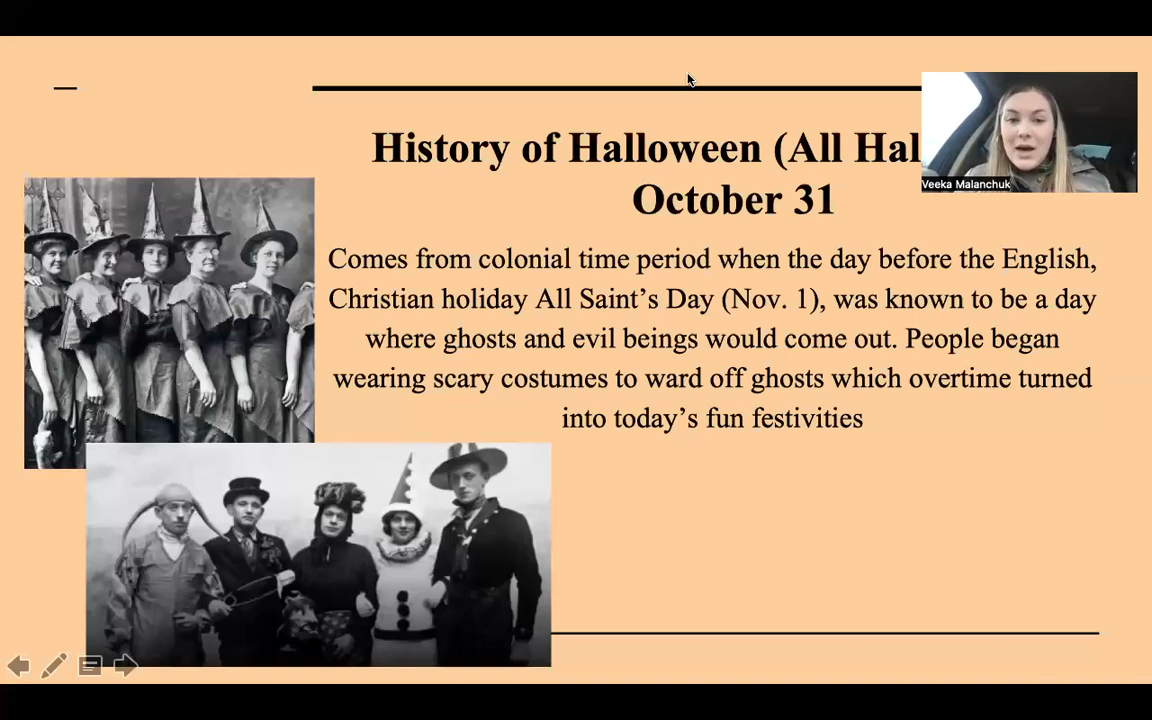 History of Halloween (All Hal
October 31
Veeka Malanchuk
Comes from colonial time period when the day before the English,
Christian holiday All Saint’s Day (Nov. 1), was known to be a day
where ghosts and evil beings would come out. People began
wearing scary costumes to ward off ghosts which overtime turned
into today’s fun festivities